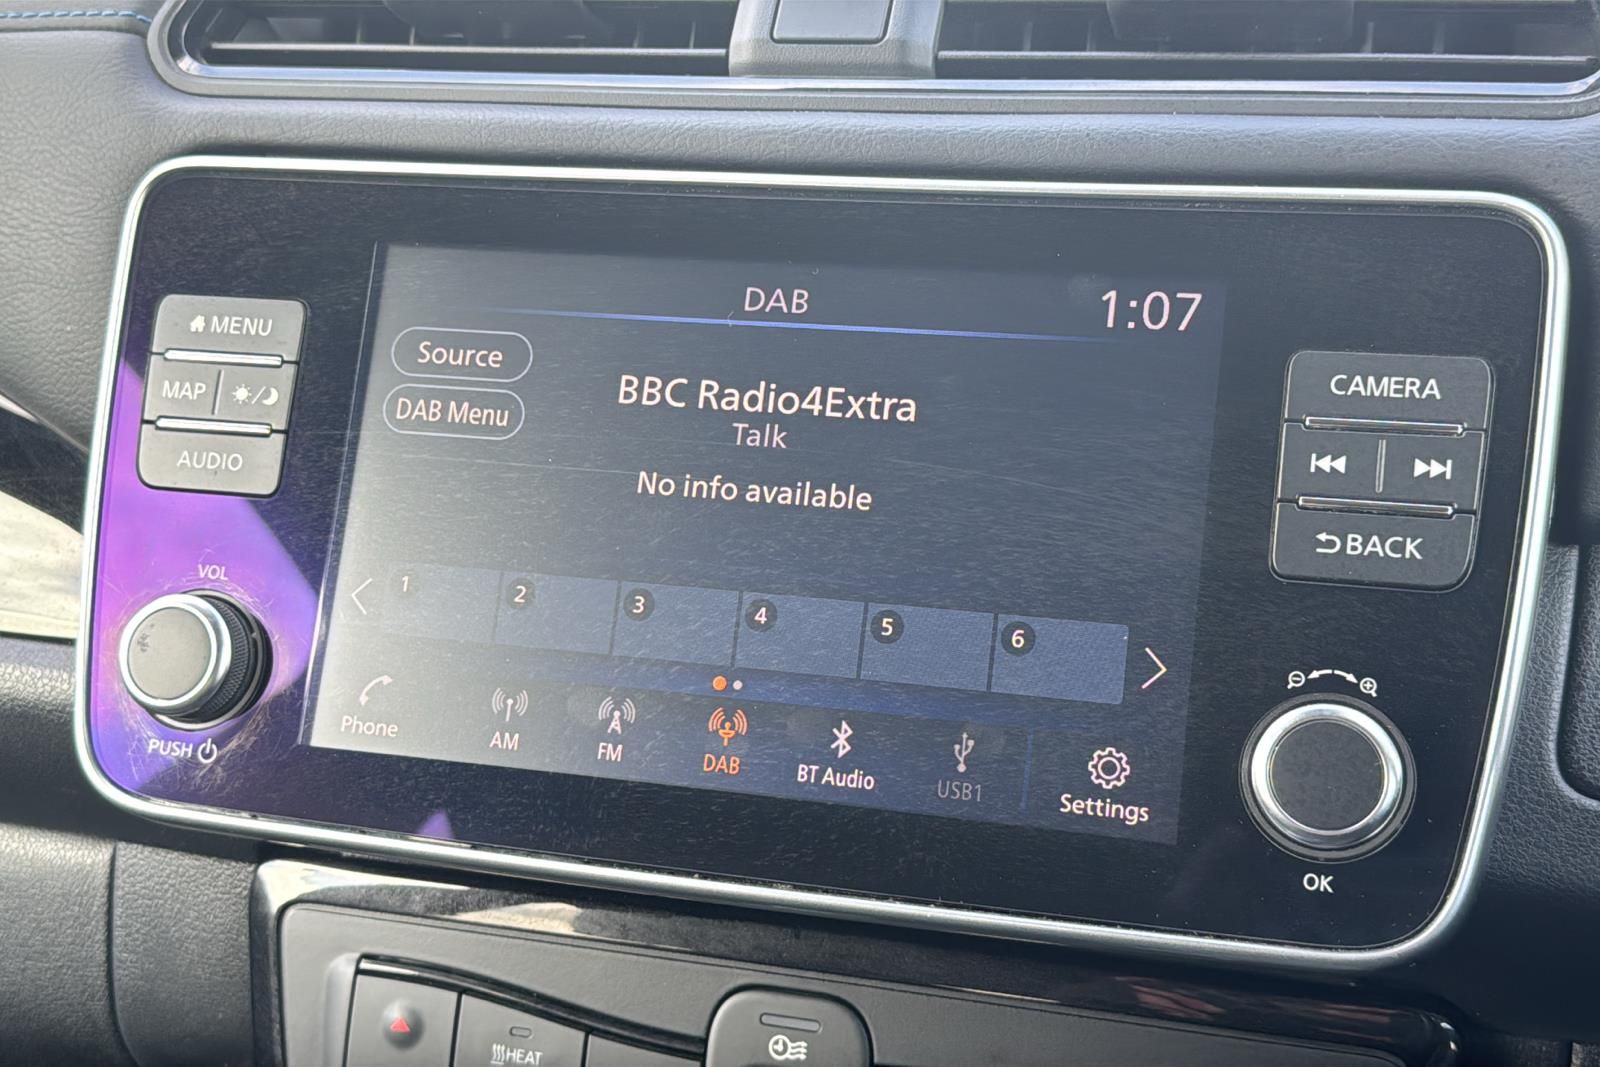 MENU
MAP
AUDIO
VOL
PUSH
DAB
1:07
Source
DAB Menu
BBC Radio4Extra
Talk
No info available
1 2 3 4 5 6
Phone
AM
FM
DAB
BT Audio
USB1
Settings
CAMERA
BACK
OK
HEAT